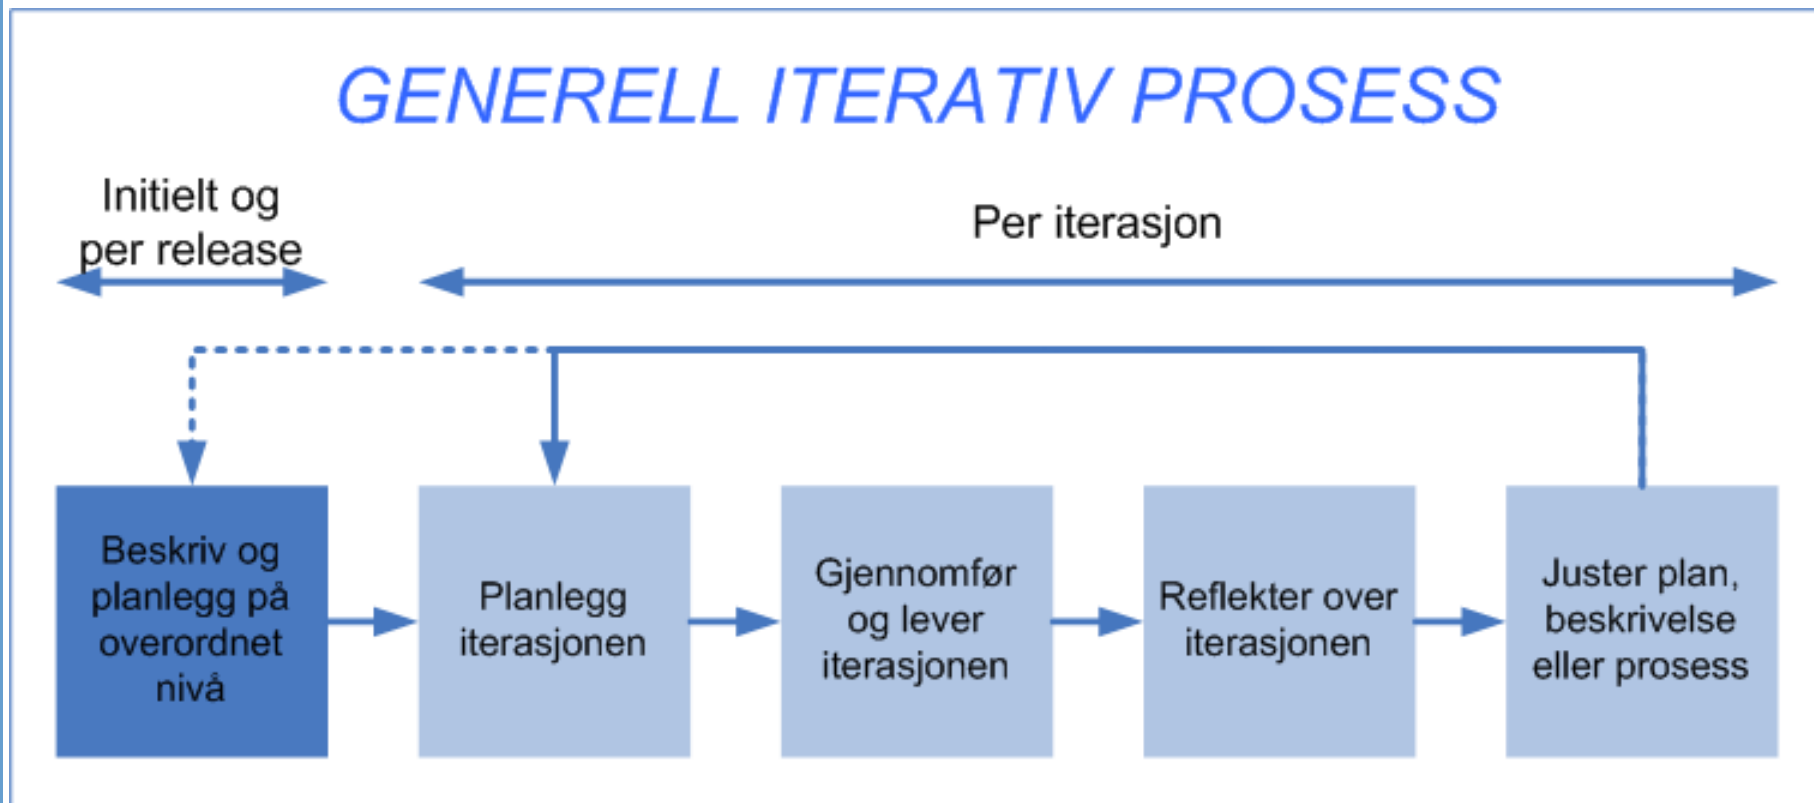 GENERELL ITERATIV PROSESS
Initielt og
per release
Per iterasjon
Beskriv og
planlegg på
overordnet
nivå
Planlegg
iterasjonen
Gjennomfør
og lever
iterasjonen
Reflekter over
iterasjonen
Juster plan,
beskrivelse
eller prosess